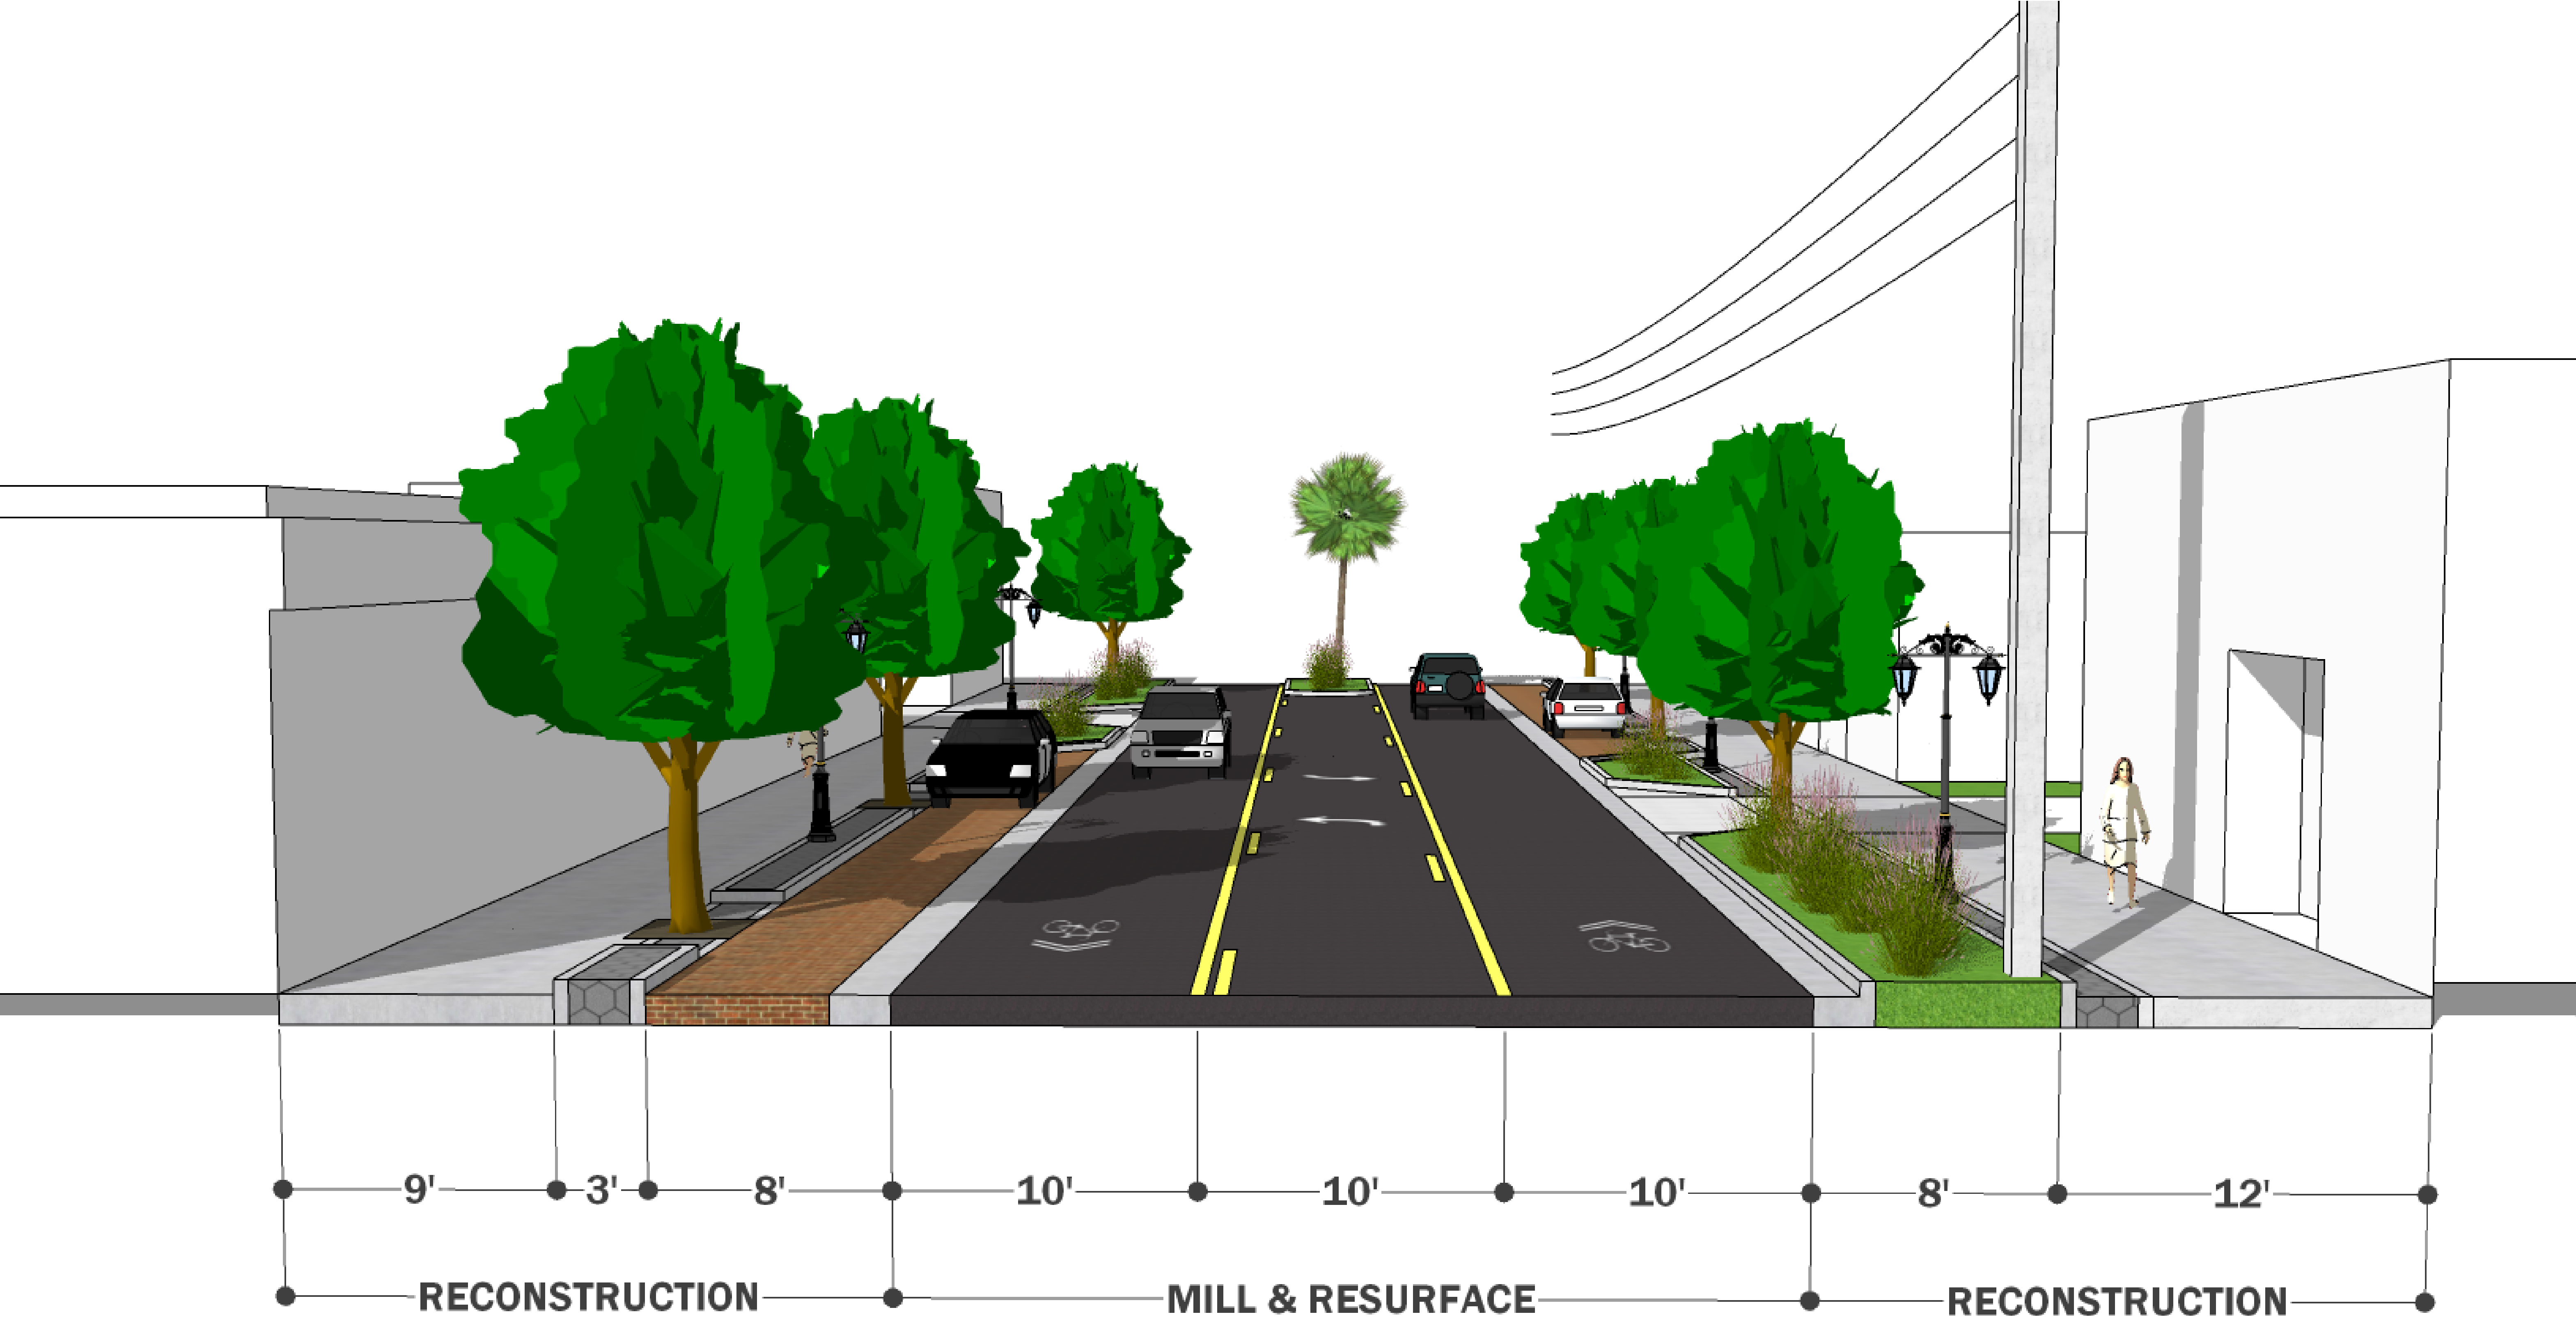 9' 3' 8' 10' 10' 10' 8' 12'
RECONSTRUCTION MILL & RESURFACE RECONSTRUCTION